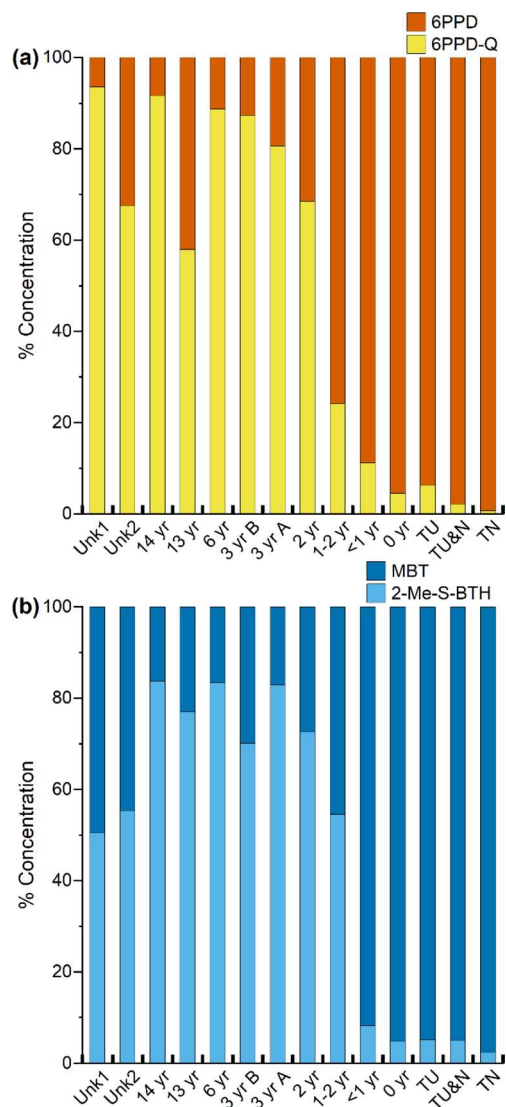 6PPD
(a)
6PPD-Q
100
80
60
40
20
0
% Concentration
Unk1 Unk2 14 yr 13 yr 6 yr 3 yr B 3 yr A 2 yr 1-2 yr <1 yr 0 yr TU TU&N TN
MBT
(b)
2-Me-S-BTH
100
80
60
40
20
0
% Concentration
Unk1 Unk2 14 yr 13 yr 6 yr 3 yr B 3 yr A 2 yr 1-2 yr <1 yr 0 yr TU TU&N TN